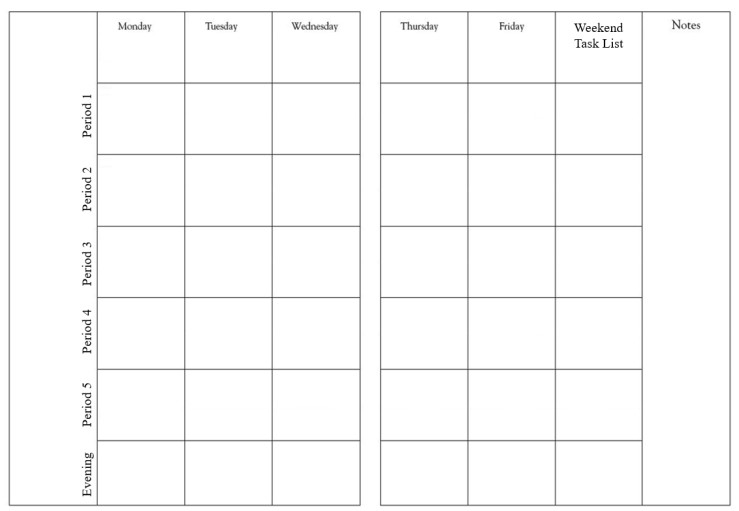 Monday Tuesday Wednesday Thursday Friday Weekend Notes
Task List
Period 1
Period 2
Period 3
Period 4
Period 5
Evening